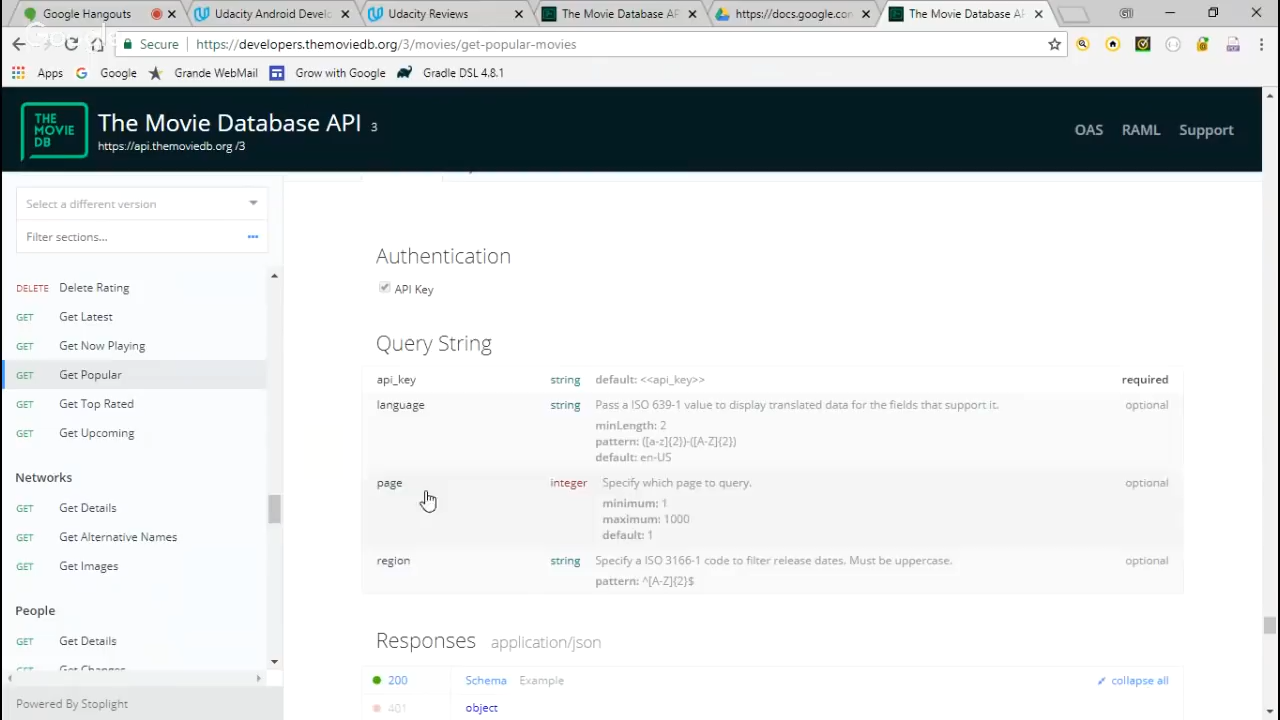 Google Hangouts
Udacity Android Devel
Udacity Reviews
The Movie Database AP
https://docs.google.com
The Movie Database AP
Secure
https://developers.themoviedb.org/3/movies/get-popular-movies
Apps
Google
Grande WebMail
Grow with Google
Gradle DSL 4.8.1
THE
MOVIE
DB
The Movie Database API 3
https://api.themoviedb.org /3
OAS
RAML
Support
Select a different version
Filter sections...
DELETE Delete Rating
GET Get Latest
GET Get Now Playing
GET Get Popular
GET Get Top Rated
GET Get Upcoming
Networks
GET Get Details
GET Get Alternative Names
GET Get Images
People
GET Get Details
GET Get Changes
Powered By Stoplight
Authentication
API Key
Query String
api_key string default: <<api_key>> required
language string Pass a ISO 639-1 value to display translated data for the fields that support it. optional
minLength: 2
pattern: ([a-z]{2})-([A-Z]{2})
default: en-US
page integer Specify which page to query. optional
minimum: 1
maximum: 1000
default: 1
region string Specify a ISO 3166-1 code to filter release dates. Must be uppercase. optional
pattern: ^[A-Z]{2}$
Responses application/json
200 Schema Example collapse all
401 object